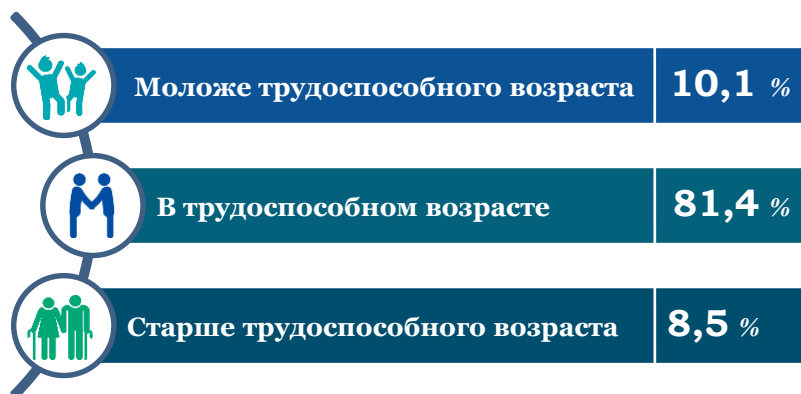 Моложе трудоспособного возраста 10,1 %
В трудоспособном возрасте 81,4 %
Старше трудоспособного возраста 8,5 %